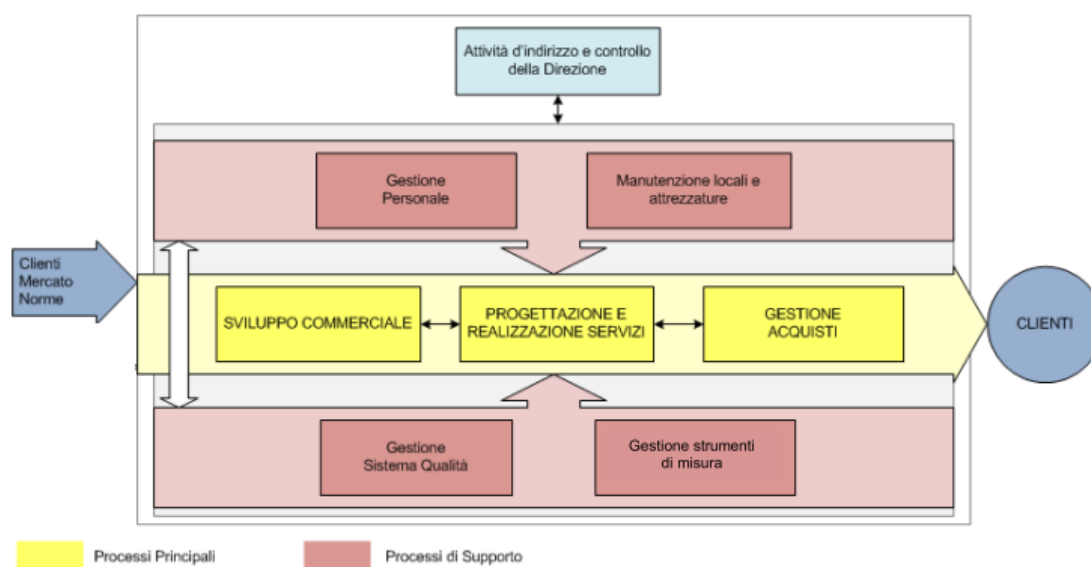 Attività d'indirizzo e controllo
della Direzione
Gestione
Personale
Manutenzione locali e
attrezzature
Clienti
Mercato
Norme
SVILUPPO COMMERCIALE
PROGETTAZIONE E
REALIZZAZIONE SERVIZI
GESTIONE
ACQUISTI
CLIENTI
Gestione
Sistema Qualità
Gestione strumenti
di misura
Processi Principali
Processi di Supporto